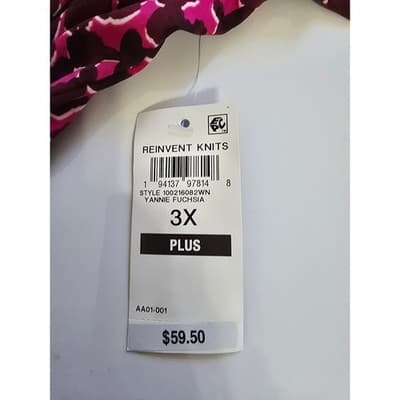 REINVENT KNITS
1 94137 97814 8
STYLE 100216082WN
YANNIE FUCHSIA
3X
PLUS
AA01-001
$59.50